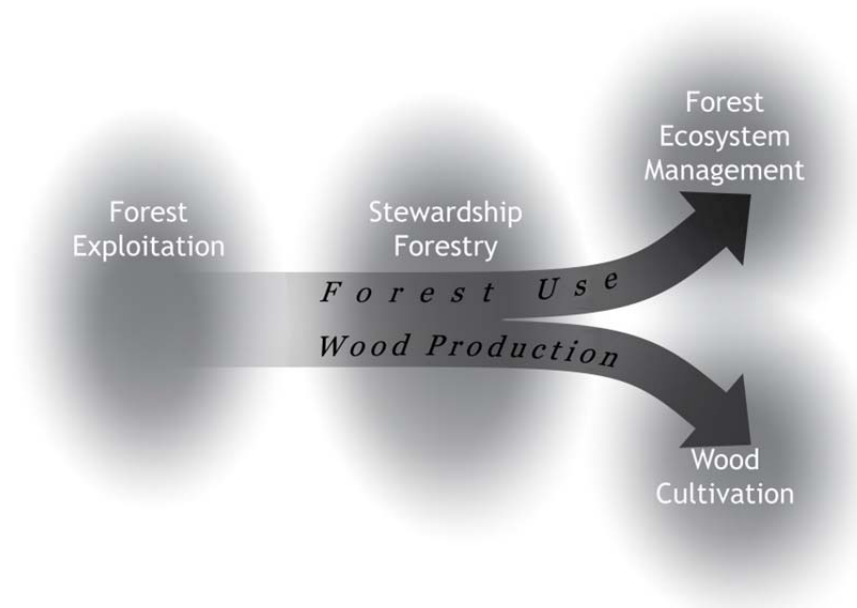 Forest
Exploitation
Stewardship
Forestry
Forest Use
Wood Production
Forest
Ecosystem
Management
Wood
Cultivation